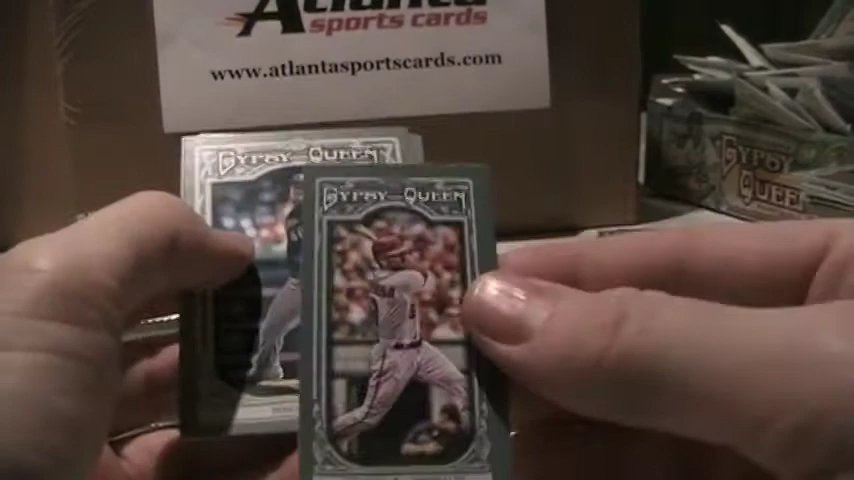 Atlanta
sports cards
www.atlantasportscards.com
GYPSY QUEEN
GYPSY QUEEN
GYPSY
QUEEN